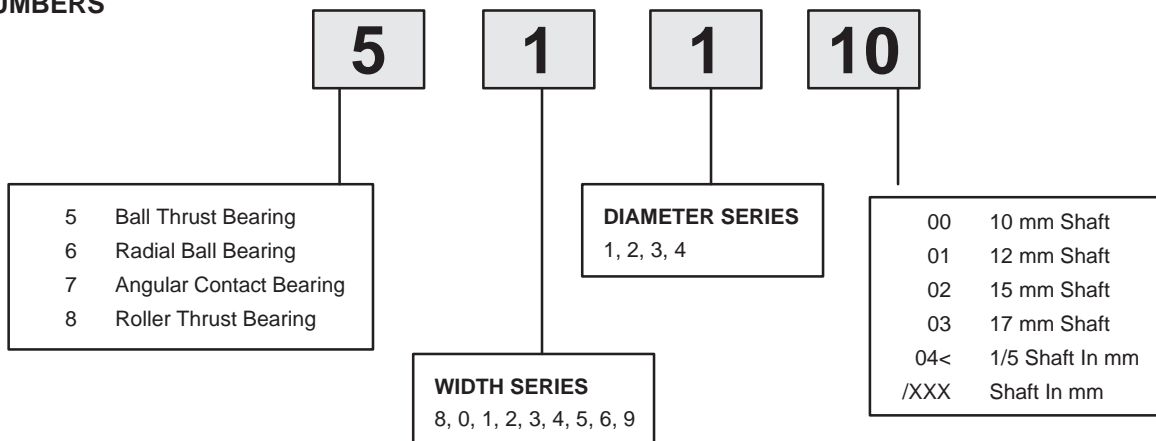 UMBERS
5 1 1 10
5 Ball Thrust Bearing
6 Radial Ball Bearing
7 Angular Contact Bearing
8 Roller Thrust Bearing
WIDTH SERIES
8, 0, 1, 2, 3, 4, 5, 6, 9
DIAMETER SERIES
1, 2, 3, 4
00 10 mm Shaft
01 12 mm Shaft
02 15 mm Shaft
03 17 mm Shaft
04< 1/5 Shaft In mm
/XXX Shaft In mm